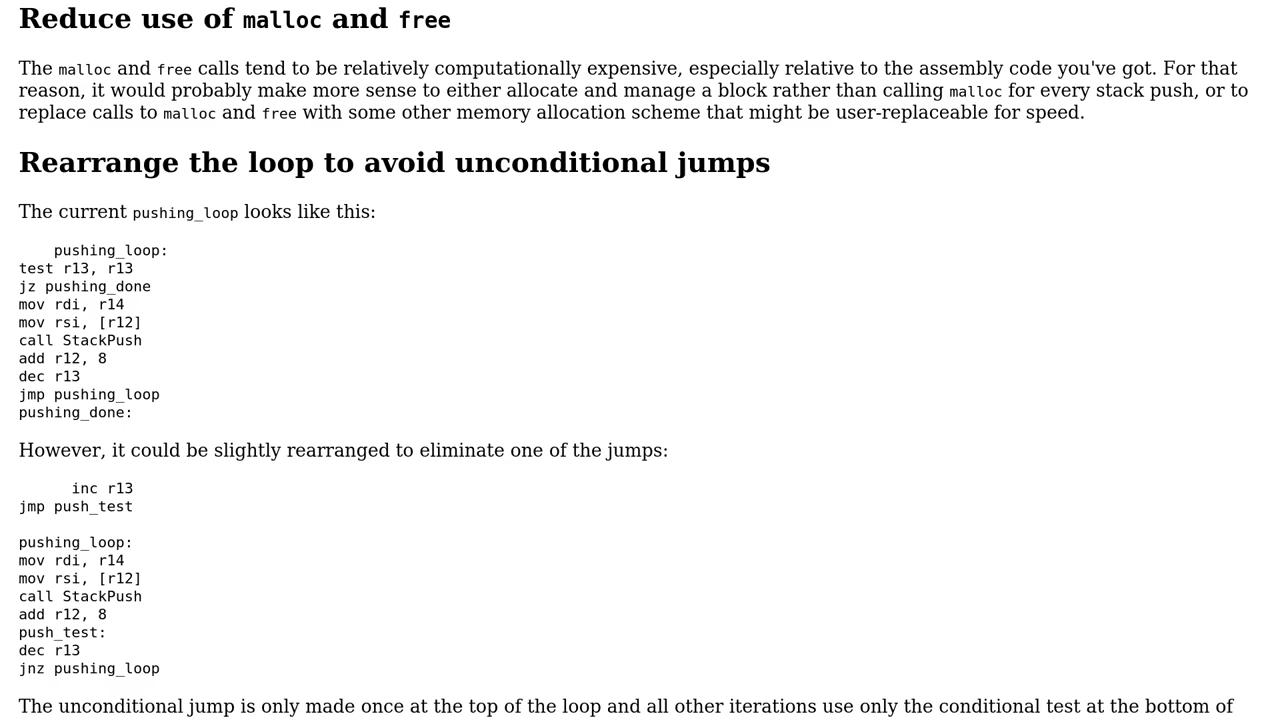 Reduce use of malloc and free
The malloc and free calls tend to be relatively computationally expensive, especially relative to the assembly code you've got. For that
reason, it would probably make more sense to either allocate and manage a block rather than calling malloc for every stack push, or to
replace calls to malloc and free with some other memory allocation scheme that might be user-replaceable for speed.
Rearrange the loop to avoid unconditional jumps
The current pushing_loop looks like this:
pushing_loop:
test r13, r13
jz pushing_done
mov rdi, r14
mov rsi, [r12]
call StackPush
add r12, 8
dec r13
jmp pushing_loop
pushing_done:
However, it could be slightly rearranged to eliminate one of the jumps:
inc r13
jmp push_test
pushing_loop:
mov rdi, r14
mov rsi, [r12]
call StackPush
add r12, 8
push_test:
dec r13
jnz pushing_loop
The unconditional jump is only made once at the top of the loop and all other iterations use only the conditional test at the bottom of